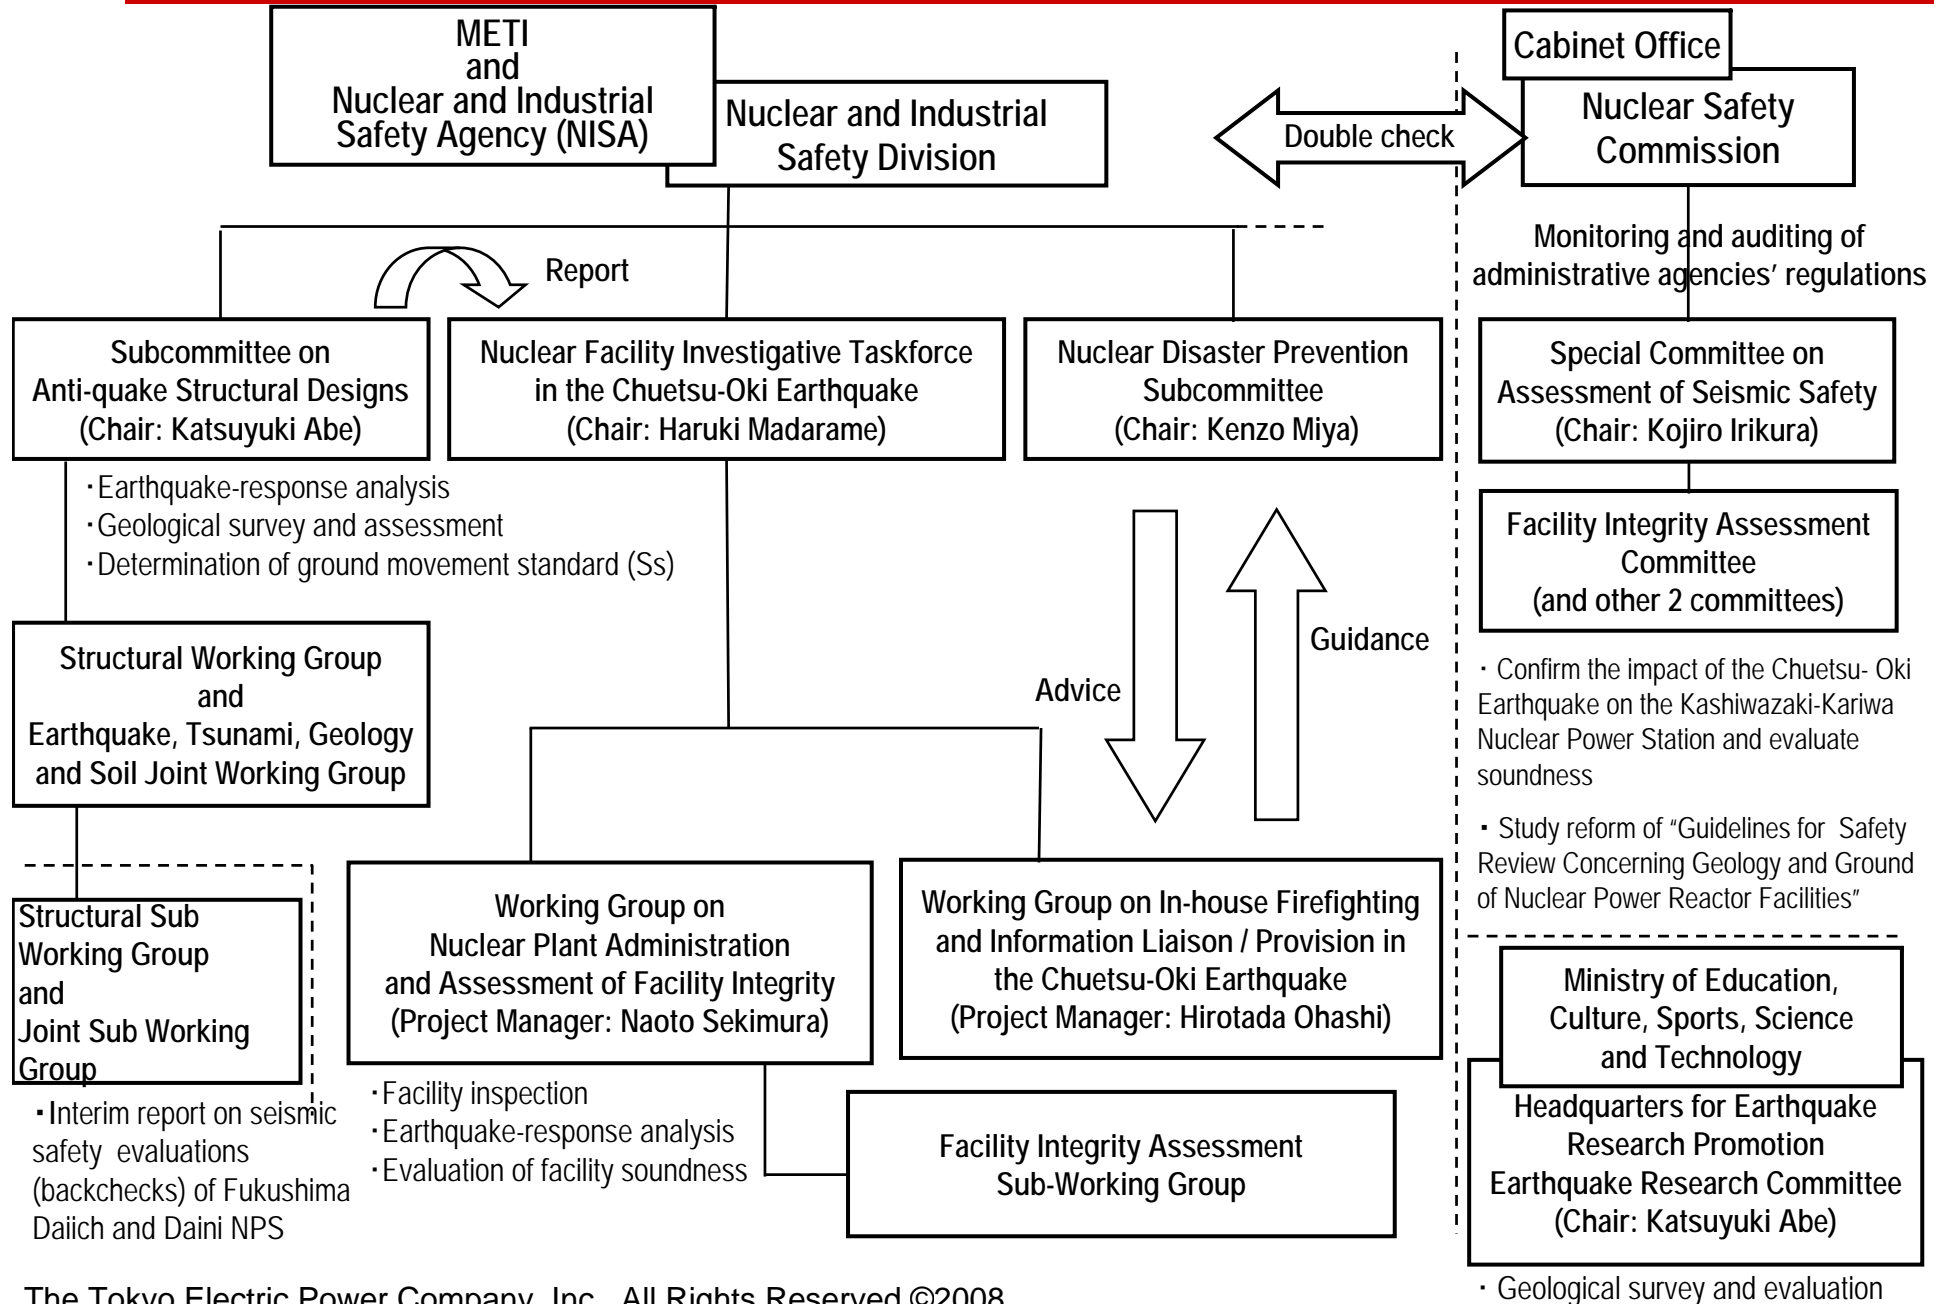 METI
and
Nuclear and Industrial
Safety Agency (NISA)
Nuclear and Industrial
Safety Division
Double check
Cabinet Office
Nuclear Safety
Commission
Monitoring and auditing of
administrative agencies’ regulations
Report
Subcommittee on
Anti-quake Structural Designs
(Chair: Katsuyuki Abe)
Nuclear Facility Investigative Taskforce
in the Chuetsu-Oki Earthquake
(Chair: Haruki Madarame)
Nuclear Disaster Prevention
Subcommittee
(Chair: Kenzo Miya)
Special Committee on
Assessment of Seismic Safety
(Chair: Kojiro Irikura)
・Earthquake-response analysis
・Geological survey and assessment
・Determination of ground movement standard (Ss)
Facility Integrity Assessment
Committee
(and other 2 committees)
Structural Working Group
and
Earthquake, Tsunami, Geology
and Soil Joint Working Group
Advice
Guidance
・ Confirm the impact of the Chuetsu- Oki
Earthquake on the Kashiwazaki-Kariwa
Nuclear Power Station and evaluate
soundness
・ Study reform of “Guidelines for Safety
Review Concerning Geology and Ground
of Nuclear Power Reactor Facilities”
Structural Sub
Working Group
and
Joint Sub Working
Group
・Interim report on seismic
safety evaluations
(backchecks) of Fukushima
Daiich and Daini NPS
Working Group on
Nuclear Plant Administration
and Assessment of Facility Integrity
(Project Manager: Naoto Sekimura)
・Facility inspection
・Earthquake-response analysis
・Evaluation of facility soundness
Working Group on In-house Firefighting
and Information Liaison / Provision in
the Chuetsu-Oki Earthquake
(Project Manager: Hirotada Ohashi)
Facility Integrity Assessment
Sub-Working Group
Ministry of Education,
Culture, Sports, Science
and Technology
Headquarters for Earthquake
Research Promotion
Earthquake Research Committee
(Chair: Katsuyuki Abe)
・ Geological survey and evaluation
The Tokyo Electric Power Company, Inc. All Rights Reserved ©2008